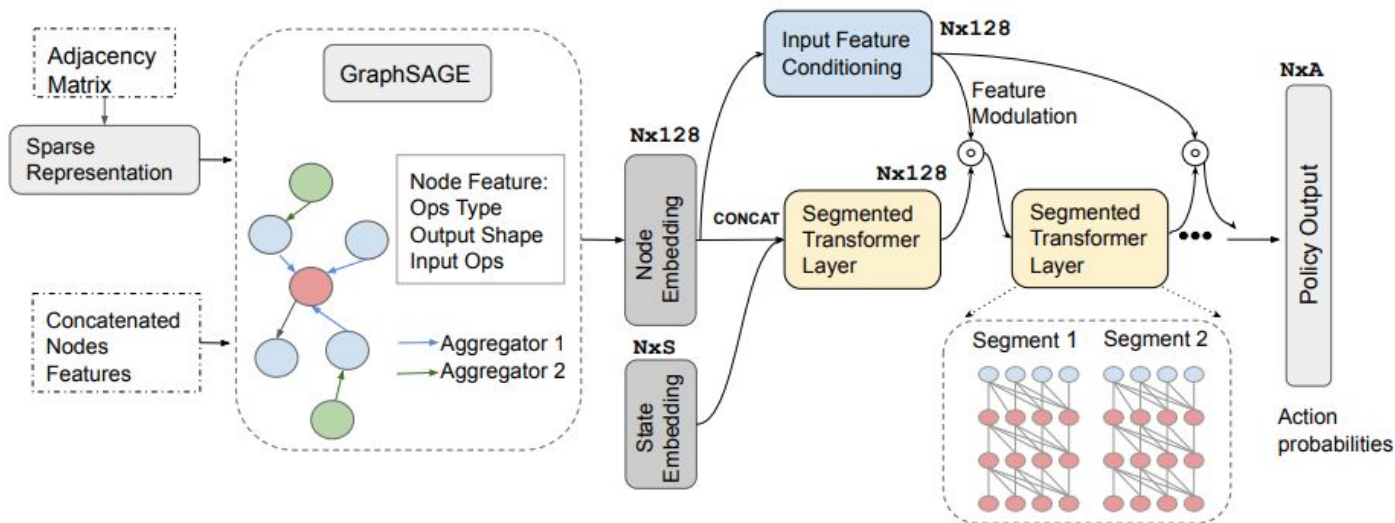 Adjacency
Matrix
Sparse
Representation
Concatenated
Nodes
Features
GraphSAGE
Node Feature:
Ops Type
Output Shape
Input Ops
Aggregator 1
Aggregator 2
Nx128
Node
Embedding
NxS
State
Embedding
CONCAT
Input Feature
Conditioning
Nx128
Feature
Modulation
Nx128
Segmented
Transformer
Layer
Segmented
Transformer
Layer
Segment 1
Segment 2
NxA
Policy Output
Action
probabilities